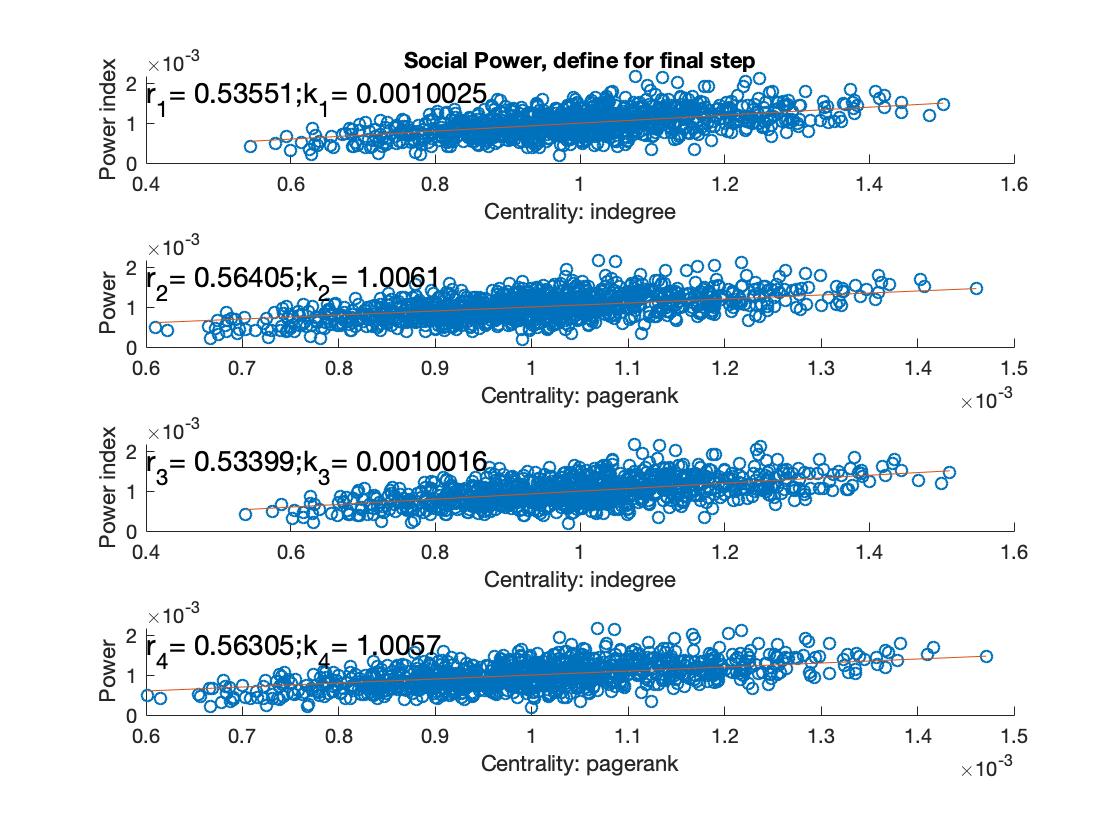 Social Power, define for final step
×10-3
r1= 0.53551;k1= 0.0010025
Power index
2
1
0
0.4 0.6 0.8 1 1.2 1.4 1.6
Centrality: indegree
×10-3
r2= 0.56405;k2= 1.0061
Power
2
1
0
0.6 0.7 0.8 0.9 1 1.1 1.2 1.3 1.4 1.5
Centrality: pagerank
×10-3
×10-3
r3= 0.53399;k3= 0.0010016
Power index
2
1
0
0.4 0.6 0.8 1 1.2 1.4 1.6
Centrality: indegree
×10-3
r4= 0.56305;k4= 1.0057
Power
2
1
0
0.6 0.7 0.8 0.9 1 1.1 1.2 1.3 1.4 1.5
Centrality: pagerank
×10-3